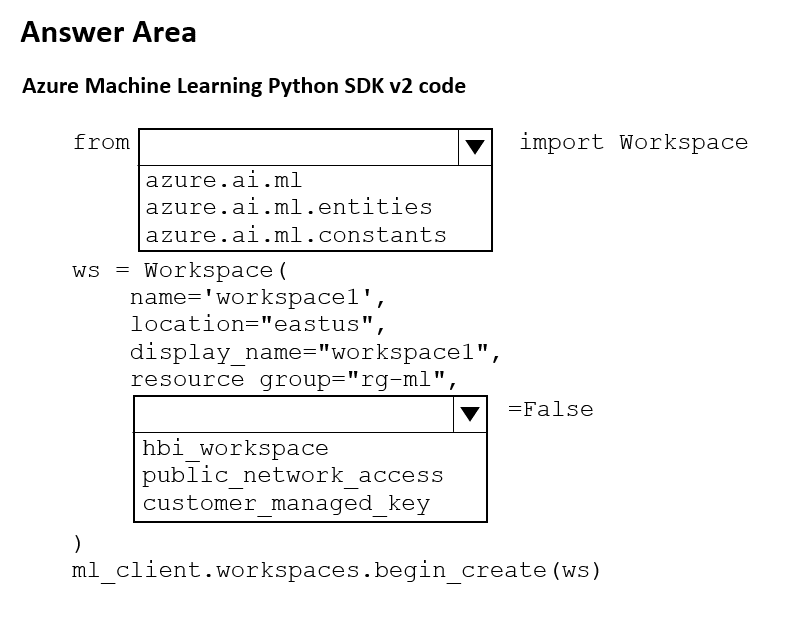 Answer Area
Azure Machine Learning Python SDK v2 code
from import Workspace
azure.ai.ml
azure.ai.ml.entities
azure.ai.ml.constants
ws = Workspace(
name='workspace1',
location="eastus",
display_name="workspace1",
resource group="rg-ml",
=False
hbi_workspace
public_network_access
customer_managed_key
)
ml_client.workspaces.begin_create(ws)